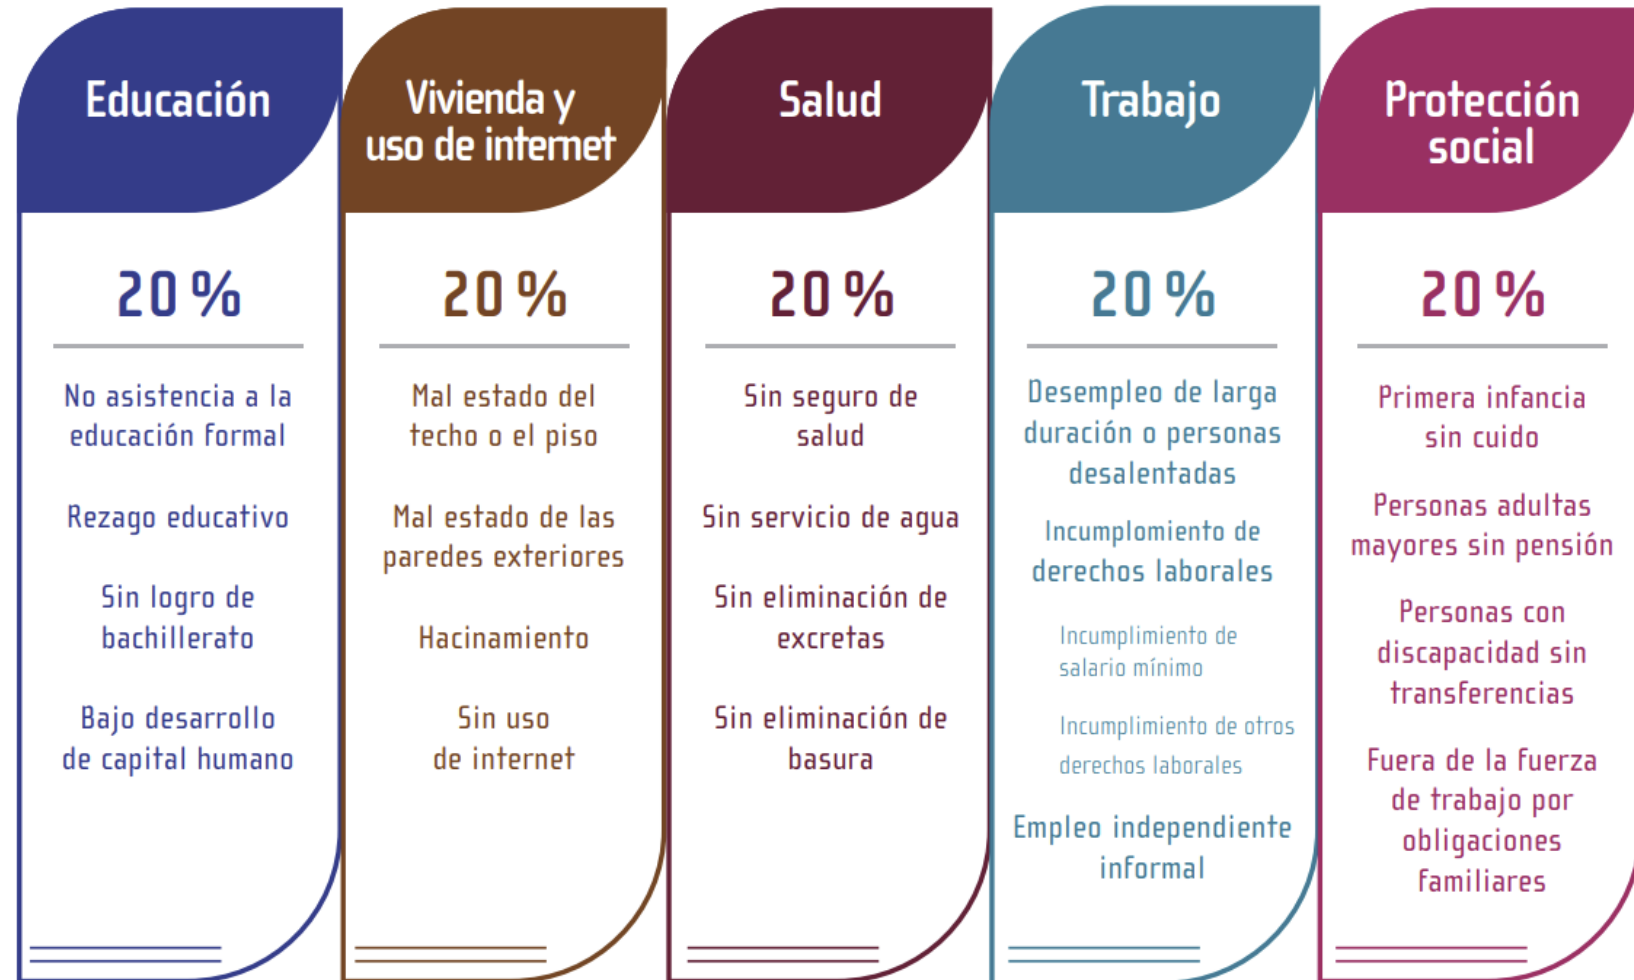 Educación
20 %
No asistencia a la
educación formal
Rezago educativo
Sin logro de
bachillerato
Bajo desarrollo
de capital humano
Vivienda y
uso de internet
20 %
Mal estado del
techo o el piso
Mal estado de las
paredes exteriores
Hacinamiento
Sin uso
de internet
Salud
20 %
Sin seguro de
salud
Sin servicio de agua
Sin eliminación de
excretas
Sin eliminación de
basura
Trabajo
20 %
Desempleo de larga
duración o personas
desalentadas
Incumplomiento de
derechos laborales
Incumplimiento de
salario mínimo
Incumplimiento de otros
derechos laborales
Empleo independiente
informal
Protección
social
20 %
Primera infancia
sin cuido
Personas adultas
mayores sin pensión
Personas con
discapacidad sin
transferencias
Fuera de la fuerza
de trabajo por
obligaciones
familiares